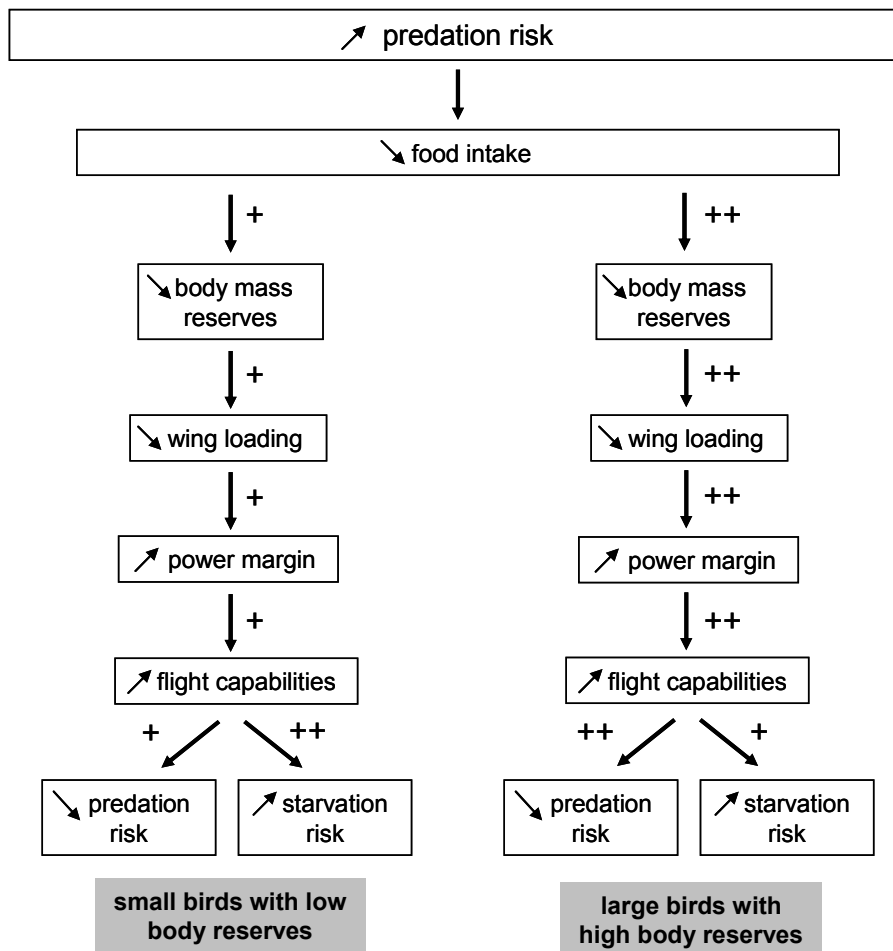 ↗ predation risk
↘ food intake
+
++
↘ body mass
reserves
↘ body mass
reserves
+
++
↘ wing loading
↘ wing loading
+
++
↗ power margin
↗ power margin
+
++
↗ flight capabilities
↗ flight capabilities
+ ++
++ +
↘ predation
risk
↗ starvation
risk
↘ predation
risk
↗ starvation
risk
small birds with low
body reserves
large birds with
high body reserves